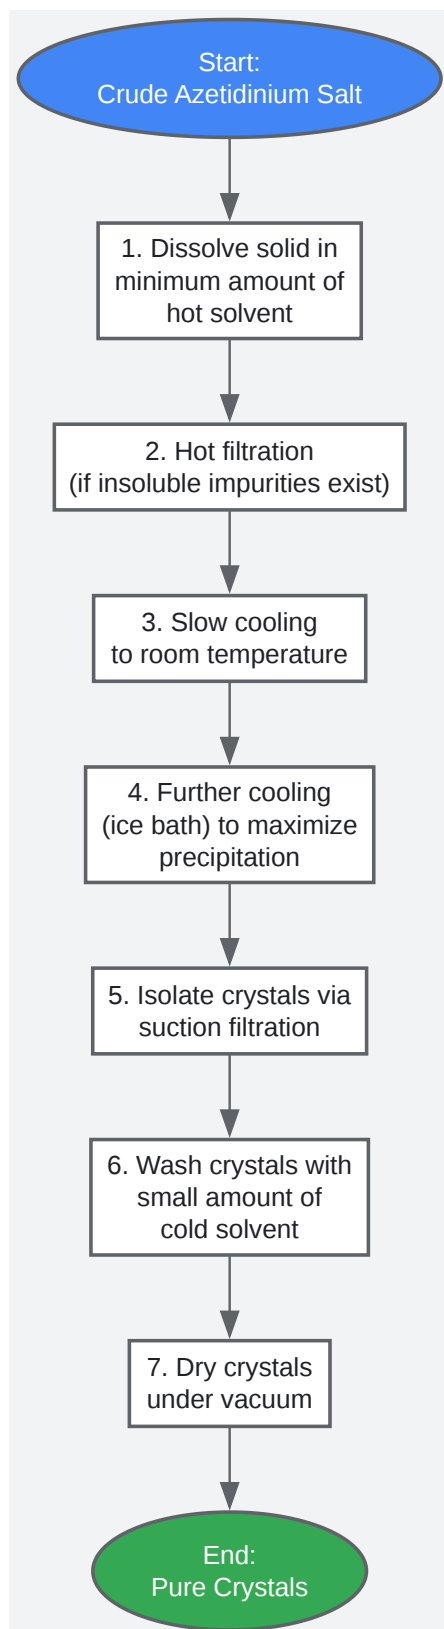 Start:
Crude Azetidinium Salt
1. Dissolve solid in
minimum amount of
hot solvent
2. Hot filtration
(if insoluble impurities exist)
3. Slow cooling
to room temperature
4. Further cooling
(ice bath) to maximize
precipitation
5. Isolate crystals via
suction filtration
6. Wash crystals with
small amount of
cold solvent
7. Dry crystals
under vacuum
End:
Pure Crystals